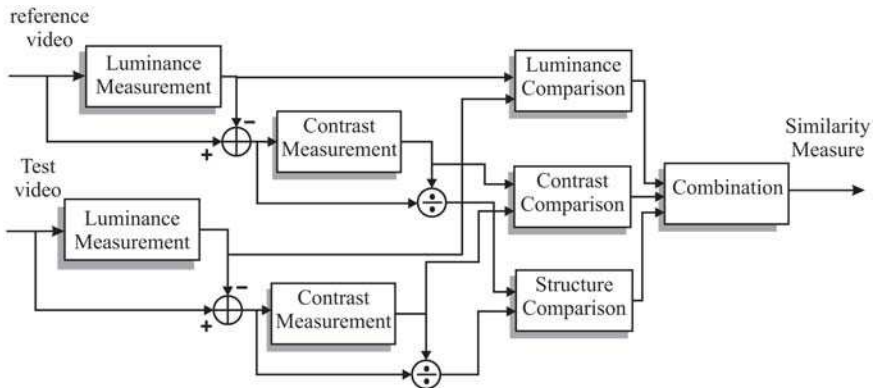 reference
video
Luminance
Measurement
Luminance
Comparison
−
+
Contrast
Measurement
Similarity
Measure
Test
video
÷
Contrast
Comparison
Combination
Luminance
Measurement
−
+
Contrast
Measurement
Structure
Comparison
÷